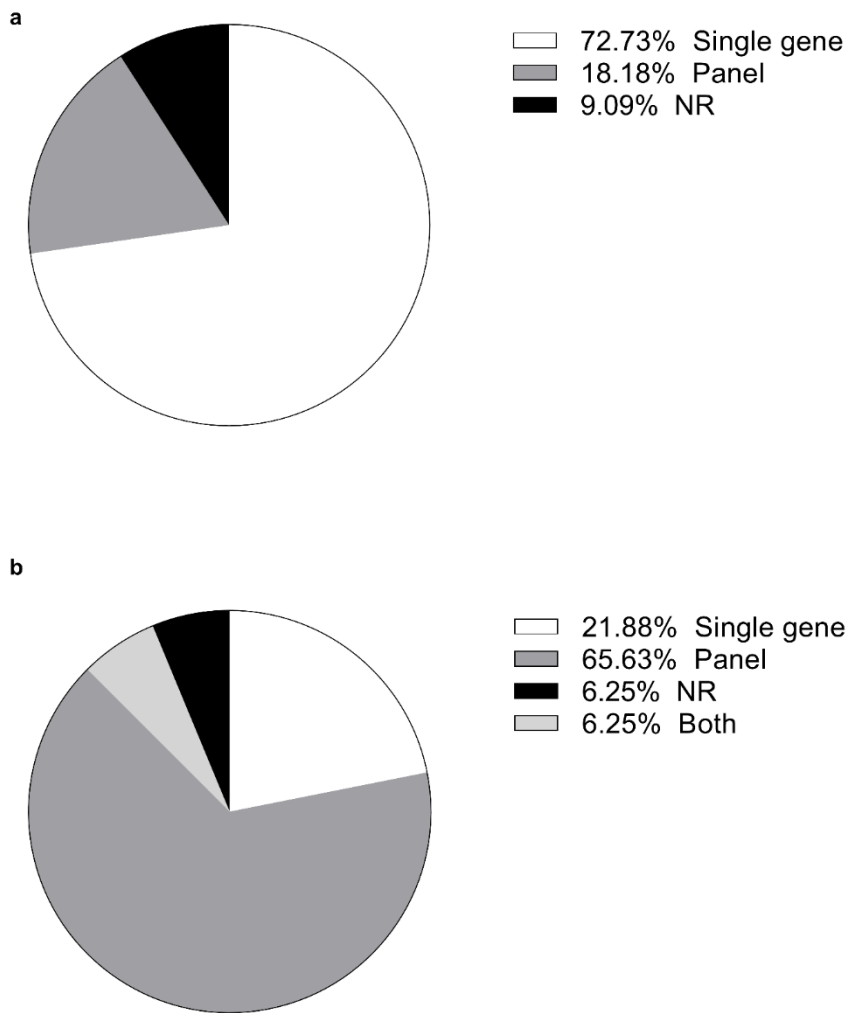 a
72.73% Single gene
18.18% Panel
9.09% NR
b
21.88% Single gene
65.63% Panel
6.25% NR
6.25% Both